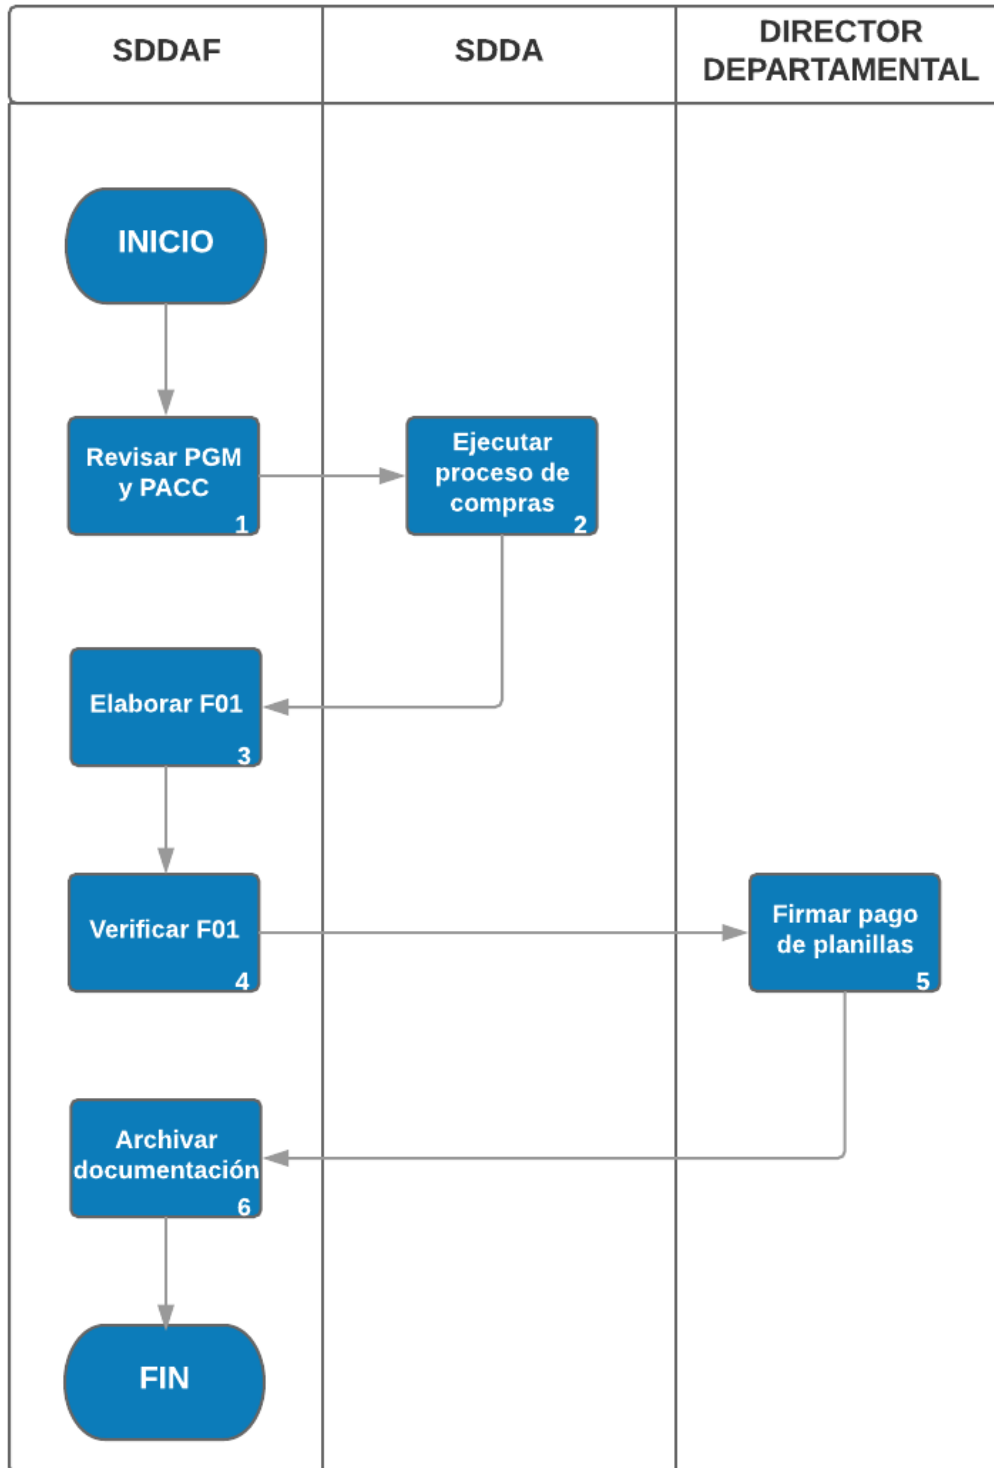 SDDAF
SDDA
DIRECTOR
DEPARTAMENTAL
INICIO
Revisar PGM
y PACC
1
Ejecutar
proceso de
compras
2
Elaborar F01
3
Verificar F01
4
Firmar pago
de planillas
5
Archivar
documentación
6
FIN